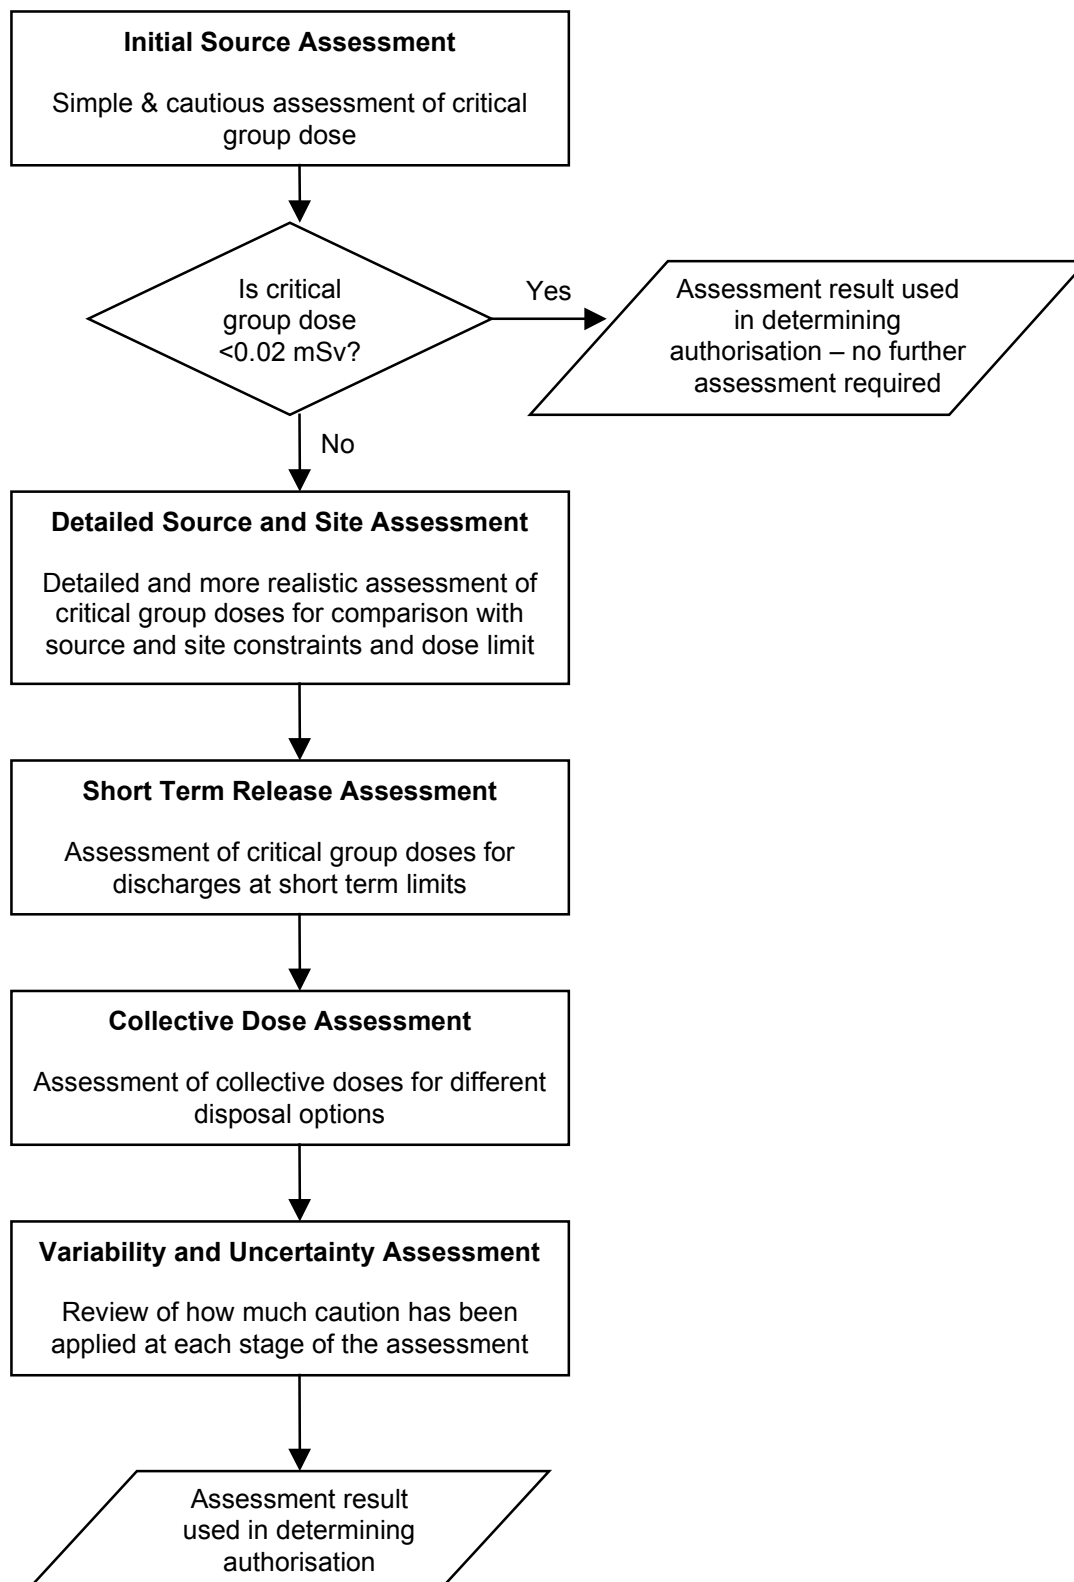 Initial Source Assessment
Simple & cautious assessment of critical
group dose
Is critical
group dose
<0.02 mSv?
Yes
Assessment result used
in determining
authorisation – no further
assessment required
No
Detailed Source and Site Assessment
Detailed and more realistic assessment of
critical group doses for comparison with
source and site constraints and dose limit
Short Term Release Assessment
Assessment of critical group doses for
discharges at short term limits
Collective Dose Assessment
Assessment of collective doses for different
disposal options
Variability and Uncertainty Assessment
Review of how much caution has been
applied at each stage of the assessment
Assessment result
used in determining
authorisation